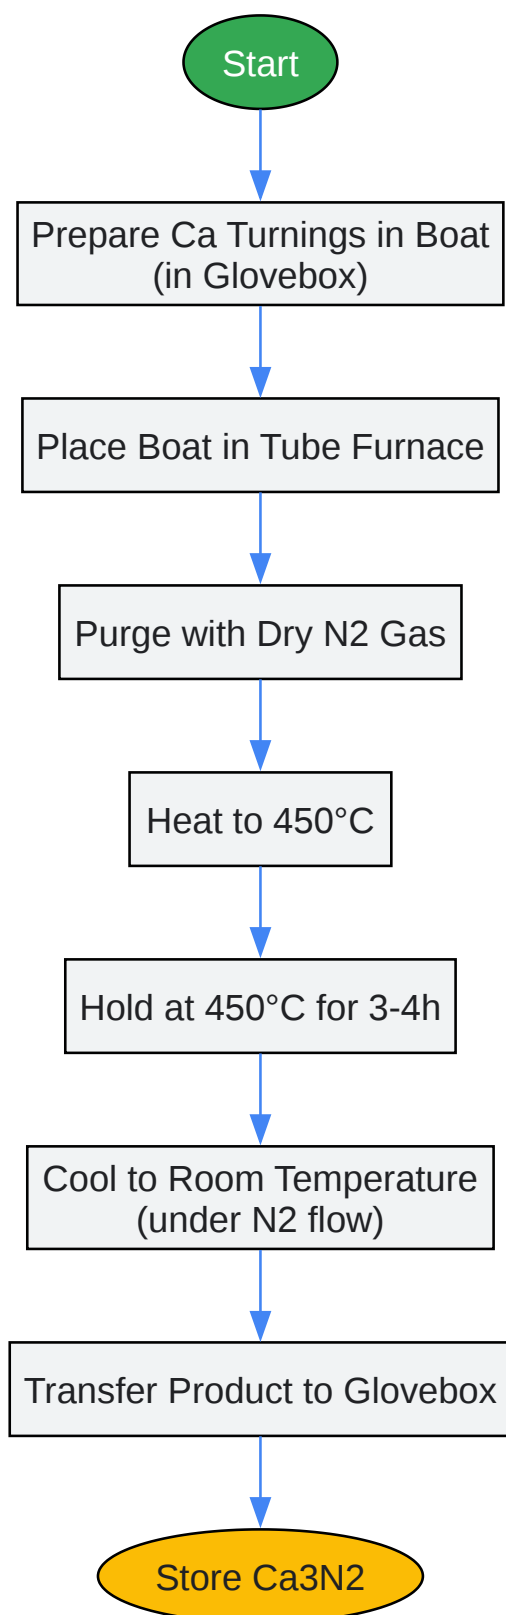 Start
Prepare Ca Turnings in Boat
(in Glovebox)
Place Boat in Tube Furnace
Purge with Dry N2 Gas
Heat to 450°C
Hold at 450°C for 3-4h
Cool to Room Temperature
(under N2 flow)
Transfer Product to Glovebox
Store Ca3N2